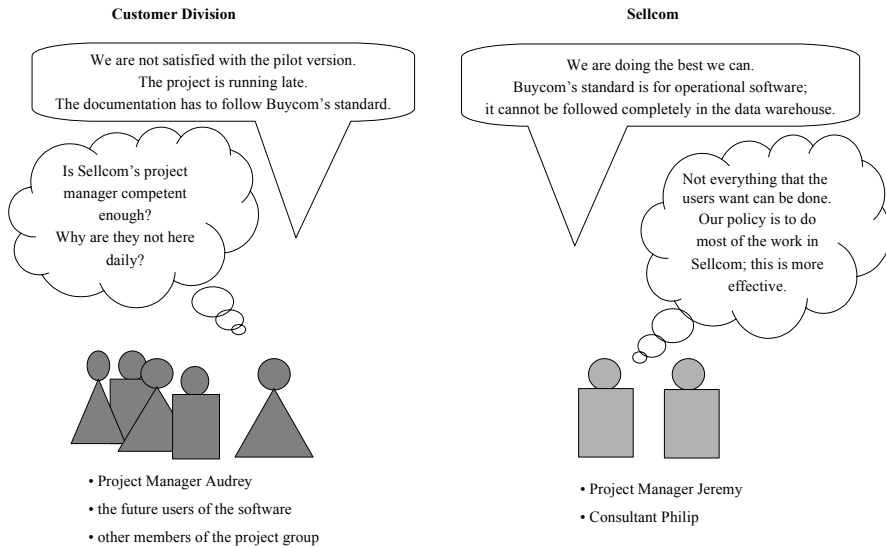 Customer Division
Sellcom
We are not satisfied with the pilot version.
The project is running late.
The documentation has to follow Buycom's standard.
We are doing the best we can.
Buycom's standard is for operational software;
it cannot be followed completely in the data warehouse.
Is Sellcom's project
manager competent
enough?
Why are they not here
daily?
Not everything that the
users want can be done.
Our policy is to do
most of the work in
Sellcom; this is more
effective.
• Project Manager Audrey
• the future users of the software
• other members of the project group
• Project Manager Jeremy
• Consultant Philip